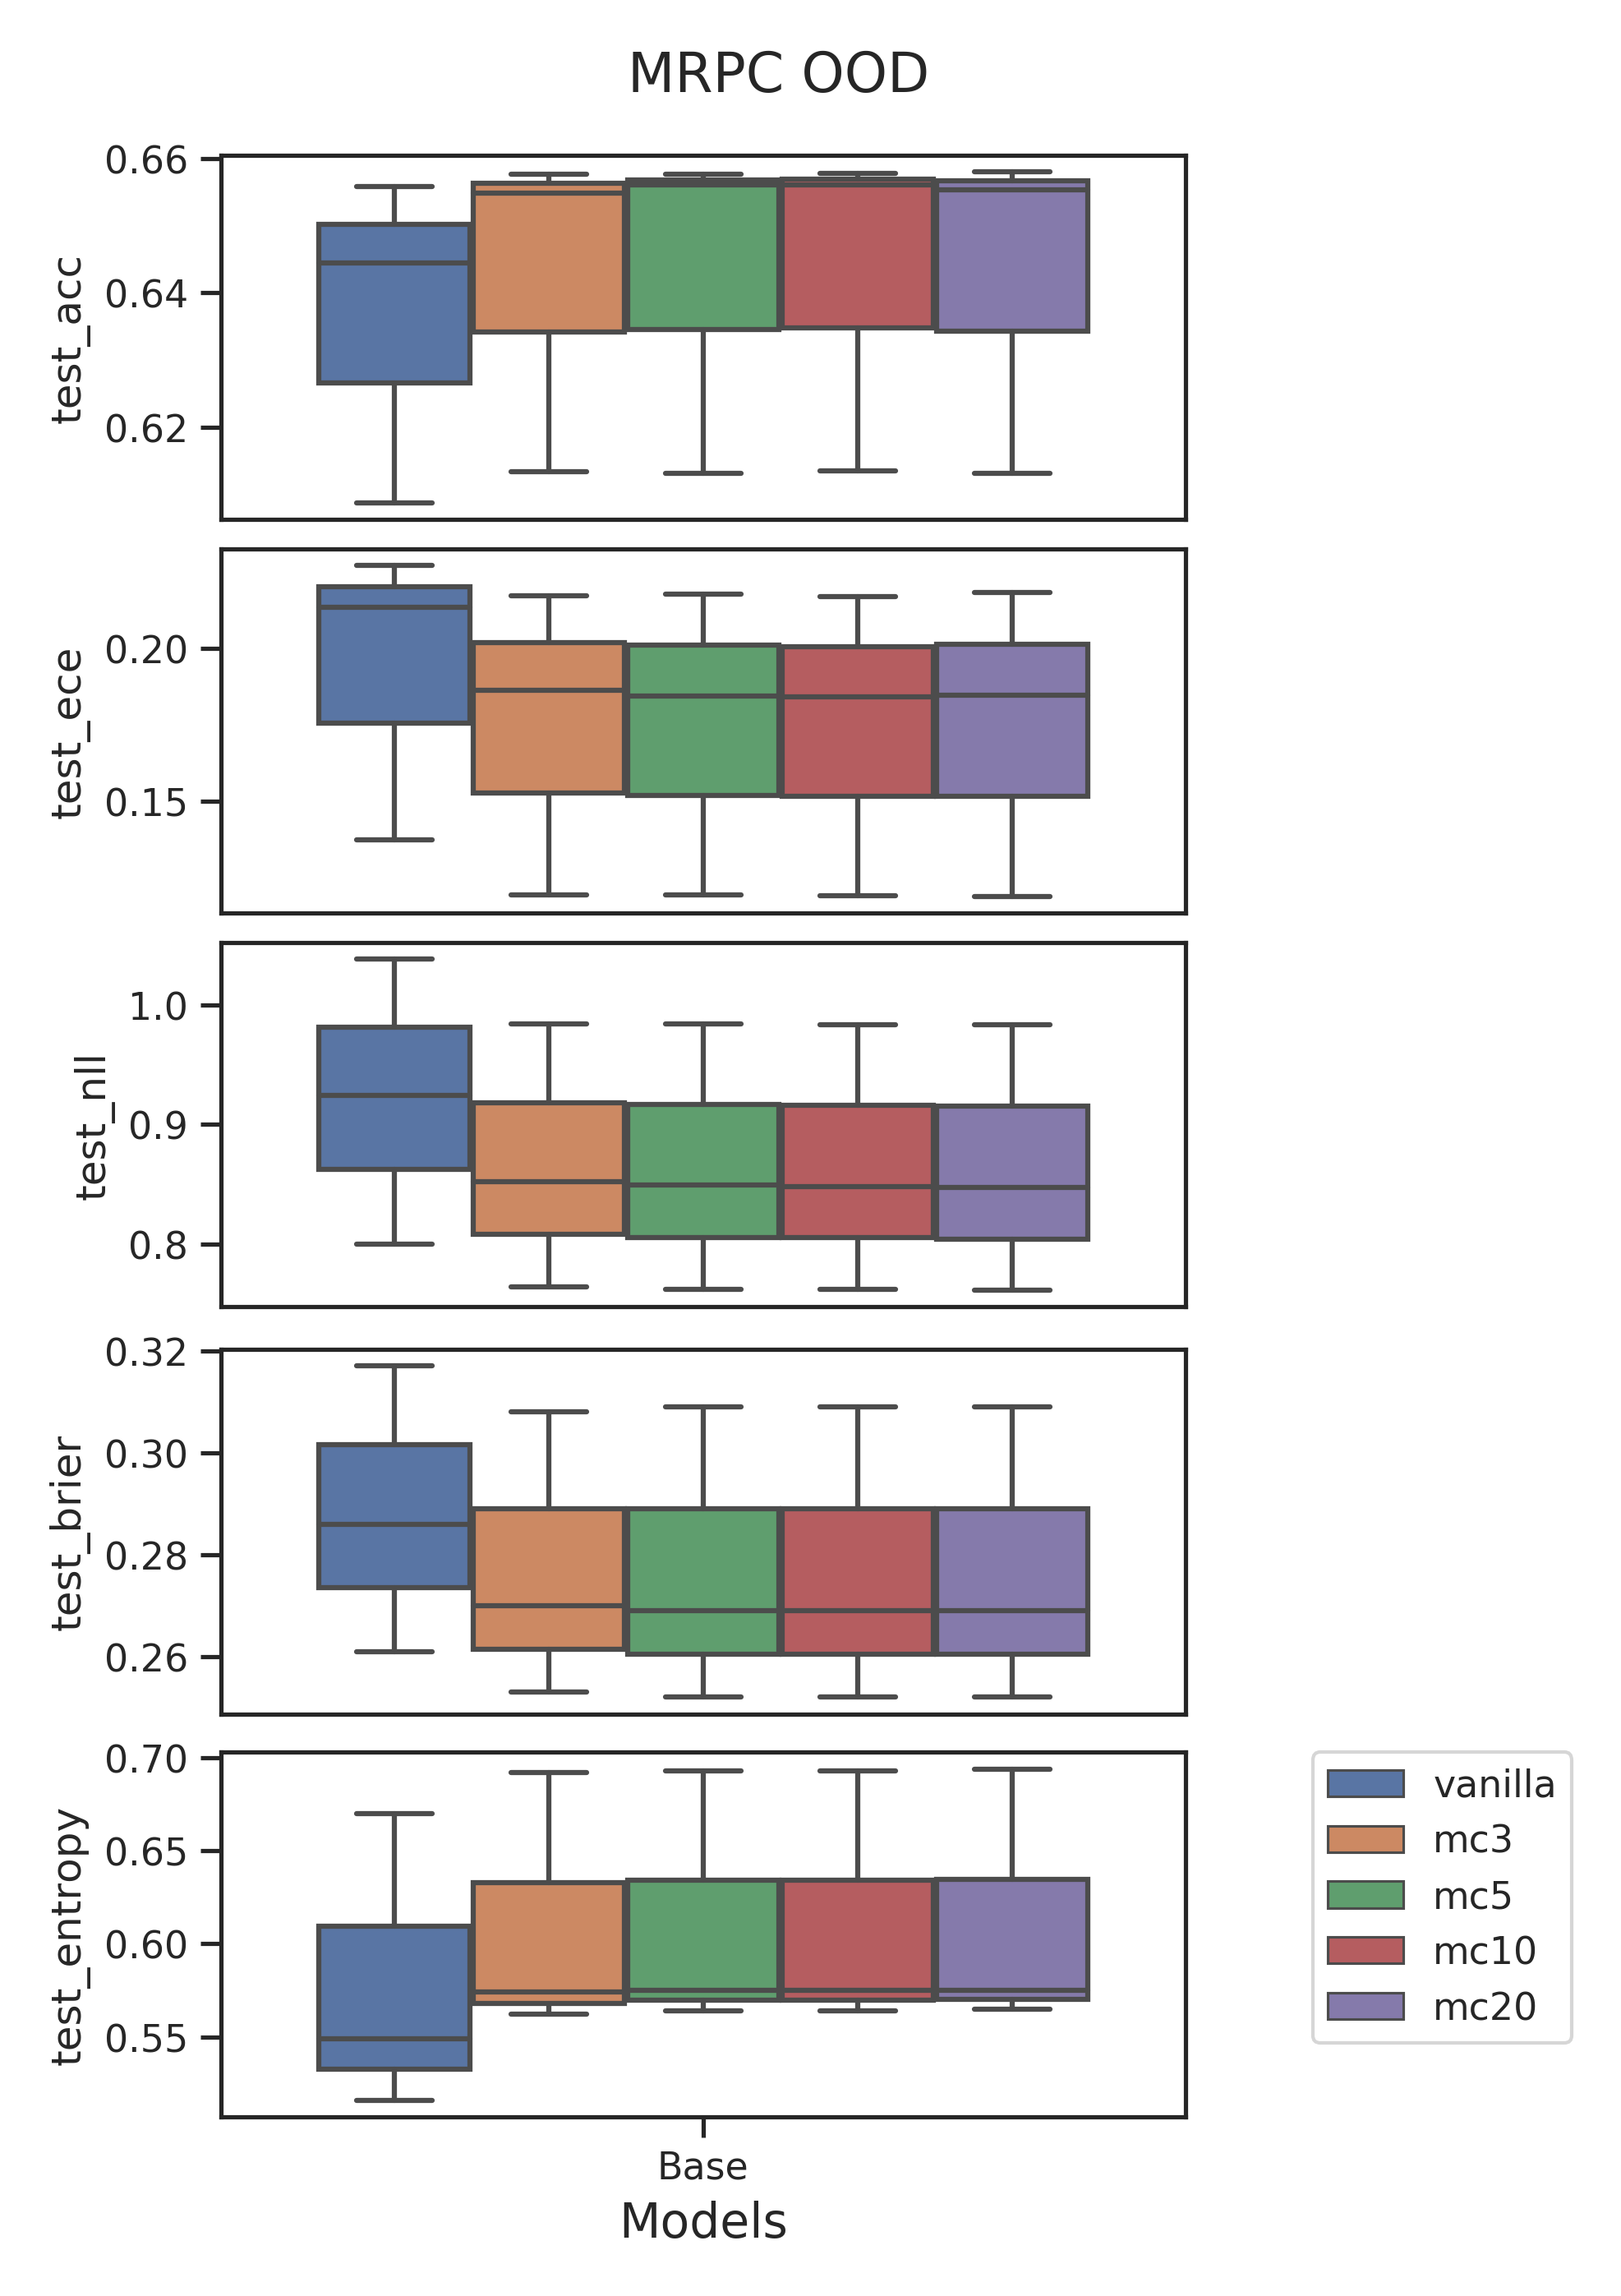 MRPC OOD
0.66
0.64
0.62
test_acc
0.20
0.15
test_ece
1.0
0.9
0.8
test_nll
0.32
0.30
0.28
0.26
test_brier
0.70
0.65
0.60
0.55
test_entropy
Base
Models
vanilla
mc3
mc5
mc10
mc20